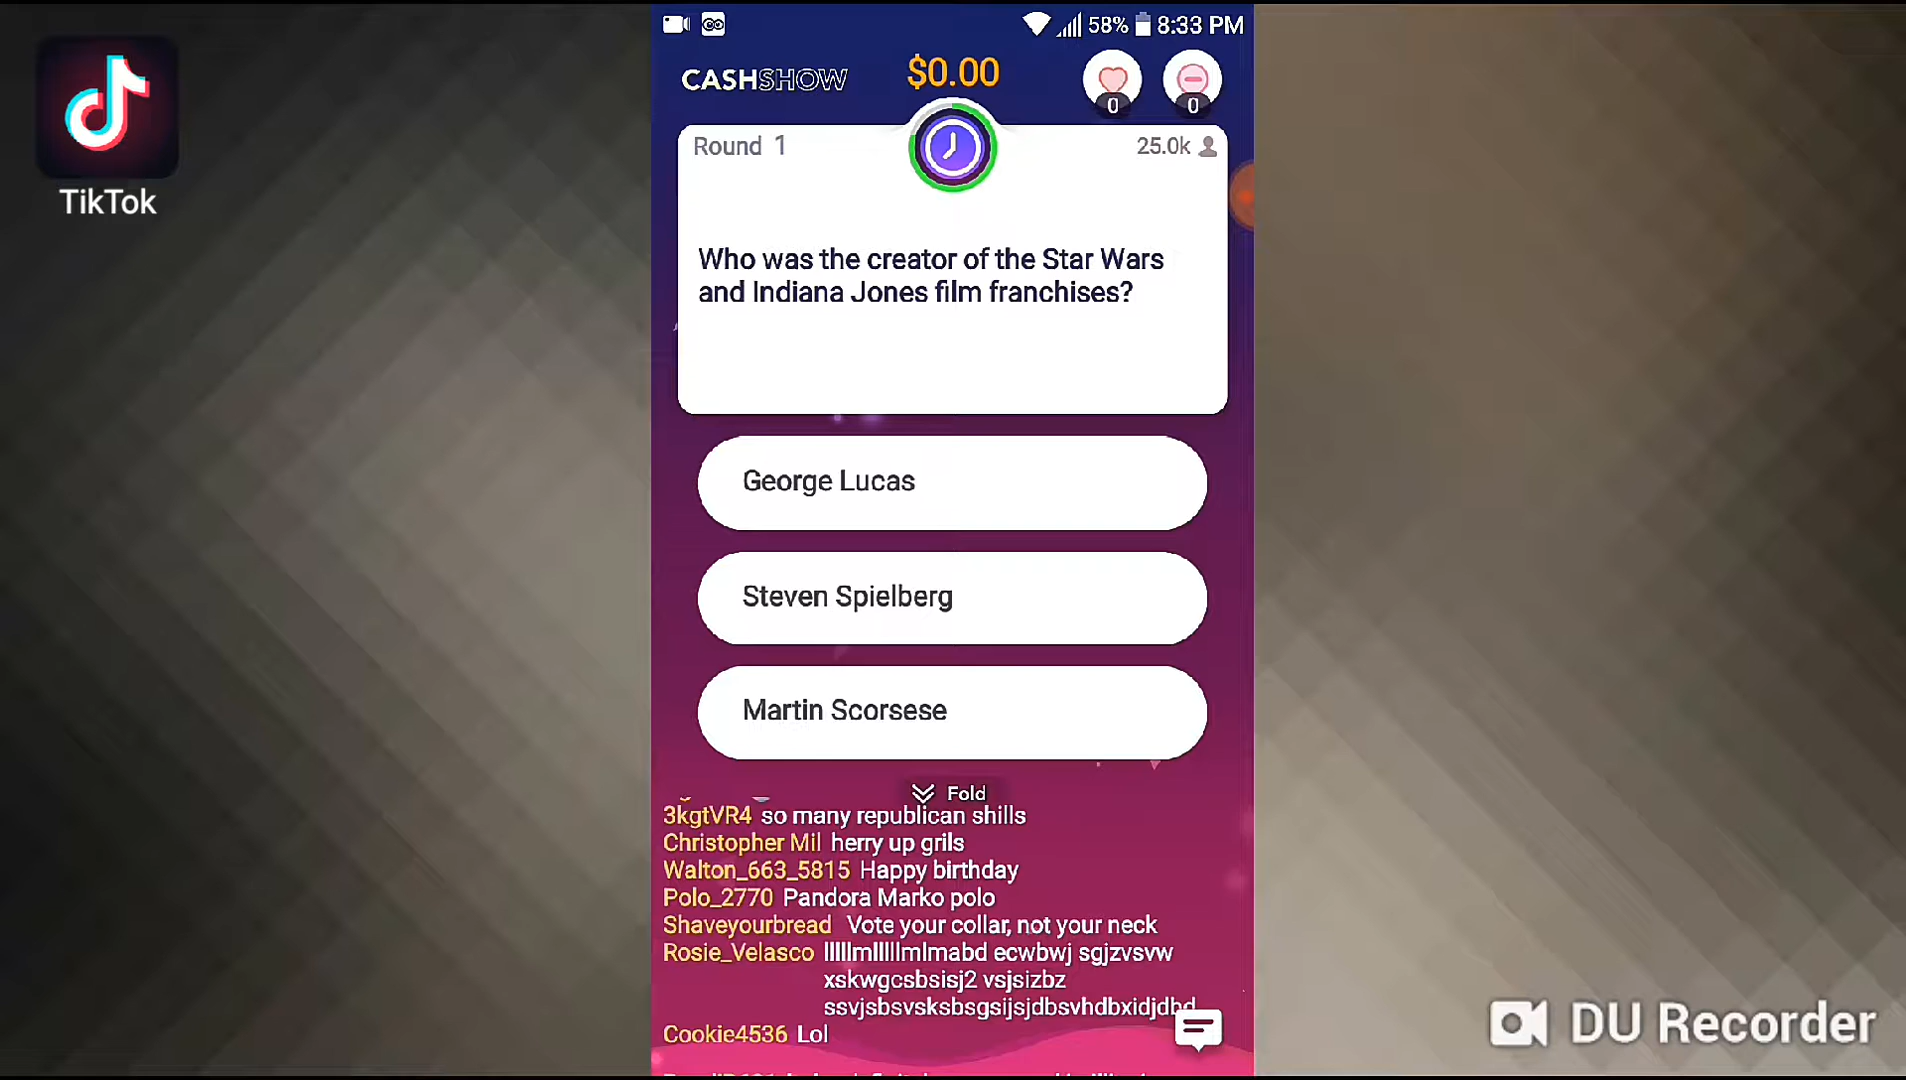 58% 8:33 PM
CASHSHOW
$0.00
0
0
TikTok
Round 1
25.0k
Who was the creator of the Star Wars
and Indiana Jones film franchises?
George Lucas
Steven Spielberg
Martin Scorsese
Fold
3kgtVR4 so many republican shills
Christopher Mil herry up grils
Walton_663_5815 Happy birthday
Polo_2770 Pandora Marko polo
Shaveyourbread Vote your collar, not your neck
Rosie_Velasco lllllmllllllmlmabd ecwbwj sgjzvsvw
xskwgcsbsisj2 vsjsizbz
ssvjsbsvsksbsgsijsjdbsvhdbxidjdbd
Cookie4536 Lol
DU Recorder